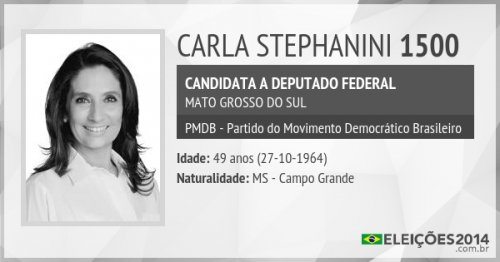 CARLA STEPHANINI 1500
CANDIDATA A DEPUTADO FEDERAL
MATO GROSSO DO SUL
PMDB - Partido do Movimento Democrático Brasileiro
Idade: 49 anos (27-10-1964)
Naturalidade: MS - Campo Grande
ELEIÇÕES2014
.com.br